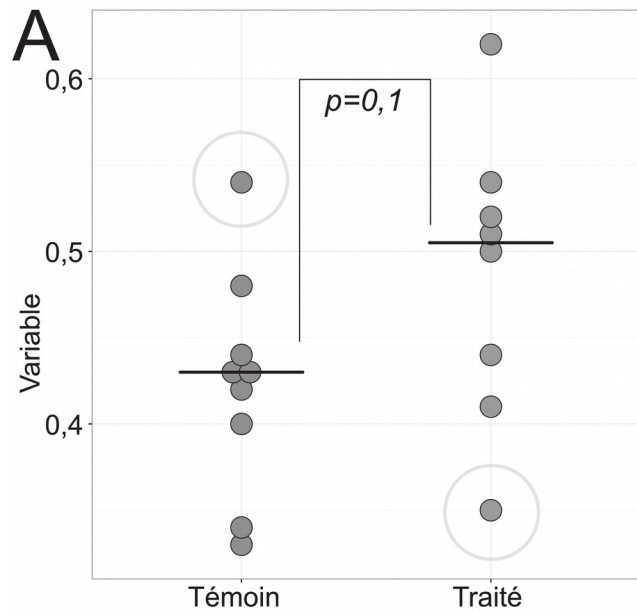 A
0,6
p=0,1
0,5
Variable
0,4
Témoin
Traité